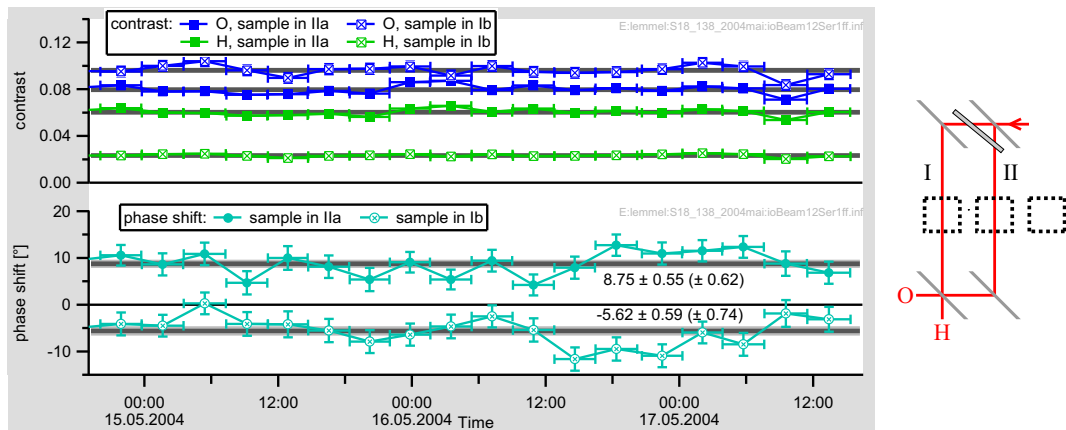 contrast: O, sample in IIa O, sample in Ib
H, sample in IIa H, sample in Ib
E:lemmel:S18_138_2004mai:ioBeam12Ser1ff.inf
0.12
0.08
0.04
0.00
contrast
phase shift: sample in IIa sample in Ib
E:lemmel:S18_138_2004mai:ioBeam12Ser1ff.inf
20
10
0
-10
phase shift [°]
8.75 ± 0.55 (± 0.62)
-5.62 ± 0.59 (± 0.74)
00:00 12:00 00:00 12:00 00:00 12:00
15.05.2004 16.05.2004 17.05.2004
Time
I II
O
H